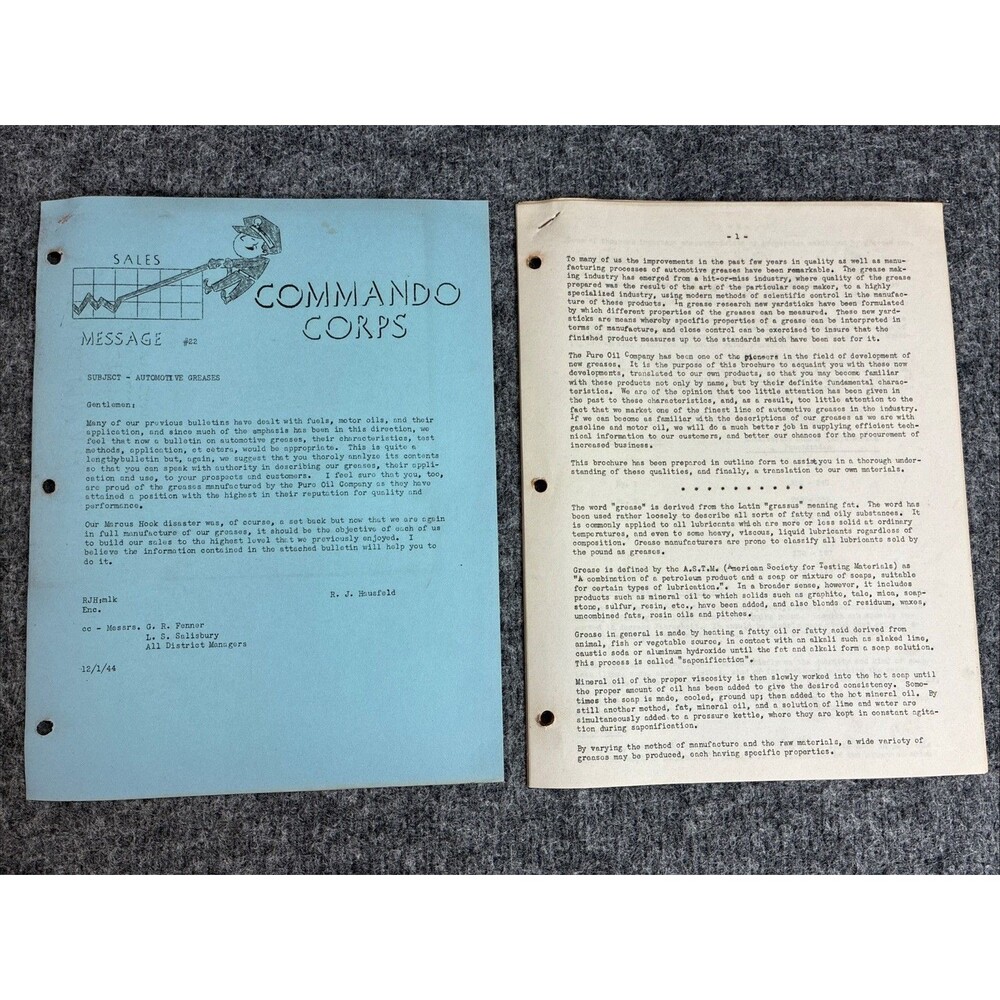 SALES
COMMANDO
CORPS
MESSAGE #22
SUBJECT - AUTOMOTIVE GREASES
Gentlemen:
Many of our previous bulletins have dealt with fuels, motor oils, and their
application, and since much of the emphasis has been in this direction, we
feel that now a bulletin on automotive greases, their characteristics, test
methods, application, et cetera, would be appropriate. This is quite a
lengthybulletin but, again, we suggest that you thoroly analyze its contents
so that you can speak with authority in describing our greases, their appli-
cation and use, to your prospects and customers. I feel sure that you, too,
are proud of the greases manufactured by the Pure Oil Company as they have
attained a position with the highest in their reputation for quality and
performance.
Our Marcus Hook disaster was, of course, a set back but now that we are again
in full manufacture of our greases, it should be the objective of each of us
to build our sales to the highest level that we previously enjoyed. I
believe the information contained in the attached bulletin will help you to
do it.
R. J. Hausfeld
RJH:mlk
Enc.
cc - Messrs. G. R. Fenner
L. S. Salisbury
All District Managers
12/1/44
- 1 -
To many of us the improvements in the past few years in quality as well as manu-
facturing processes of automotive greases have been remarkable. The grease mak-
ing industry has emerged from a hit-or-miss industry, where quality of the grease
prepared was the result of the art of the particular soap maker, to a highly
specialized industry, using modern methods of scientific control in the manufac-
ture of these products. In grease research new yardsticks have been formulated
by which different properties of the greases can be measured. These new yard-
sticks are means whereby specific properties of a grease can be interpreted in
terms of manufacture, and close control can be exercised to insure that the
finished product measures up to the standards which have been set for it.
The Pure Oil Company has been one of the pioneers in the field of development of
new greases. It is the purpose of this brochure to acquaint you with these new
developments, translated to our own products, so that you may become familiar
with these products not only by name, but by their definite fundamental charac-
teristics. We are of the opinion that too little attention has been given in
the past to these characteristics, and, as a result, too little attention to the
fact that we market one of the finest line of automotive greases in the industry.
If we can become as familiar with the descriptions of our greases as we are with
gasoline and motor oil, we will do a much better job in supplying efficient tech-
nical information to our customers, and better our chances for the procurement of
increased business.
This brochure has been prepared in outline form to assist you in a thorough under-
standing of these qualities, and finally, a translation to our own materials.
* * * * * * * * * * *
The word "grease" is derived from the Latin "grassus" meaning fat. The word has
been used rather loosely to describe all sorts of fatty and oily substances. It
is commonly applied to all lubricants which are more or less solid at ordinary
temperatures, and even to some heavy, viscous, liquid lubricants regardless of
composition. Grease manufacturers are prone to classify all lubricants sold by
the pound as greases.
Grease is defined by the A.S.T.M. (American Society for Testing Materials) as
"A combination of a petroleum product and a soap or mixture of soaps, suitable
for certain types of lubrication.". In a broader sense, however, it includes
products such as mineral oil to which solids such as graphite, talc, mica, soap-
stone, sulfur, resin, etc., have been added, and also blends of residuum, waxes,
uncombined fats, rosin oils and pitches.
Grease in general is made by heating a fatty oil or fatty acid derived from
animal, fish or vegetable source, in contact with an alkali such as slaked lime,
caustic soda or aluminum hydroxide until the fat and alkali form a soap solution.
This process is called "saponification".
Mineral oil of the proper viscosity is then slowly worked into the hot soap until
the proper amount of oil has been added to give the desired consistency. Some-
times the soap is made, cooled, ground up; then added to the hot mineral oil. By
still another method, fat, mineral oil, and a solution of lime and water are
simultaneously added to a pressure kettle, where they are kept in constant agita-
tion during saponification.
By varying the method of manufacture and the raw materials, a wide variety of
greases may be produced, each having specific properties.